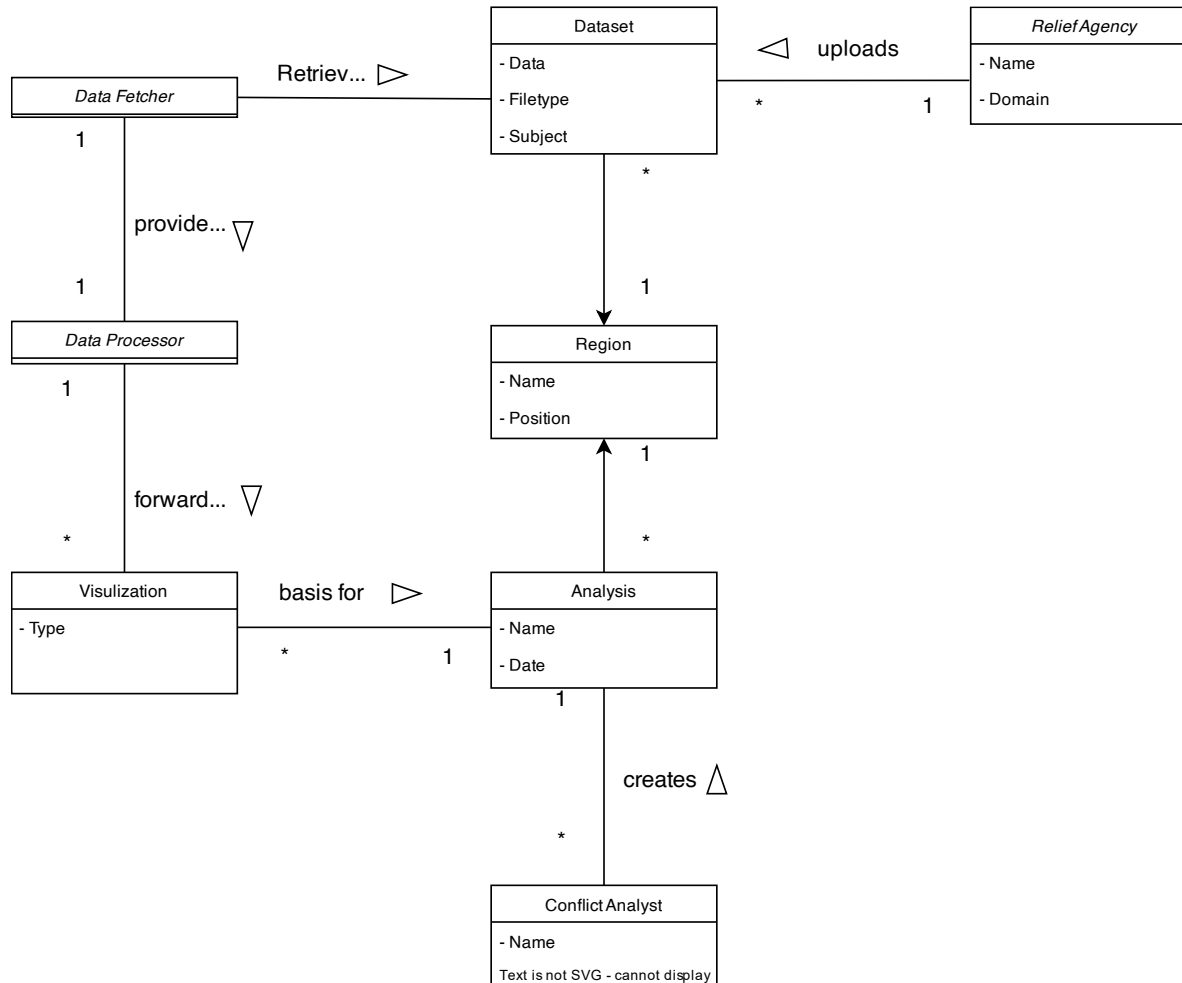 Dataset
- Data
- Filetype
- Subject
Relief Agency
- Name
- Domain
uploads
*
1
Retriev...
Data Fetcher
1
provide...
1
Data Processor
1
forward...
*
*
1
Region
- Name
- Position
1
*
Visulization
- Type
basis for
*
1
Analysis
- Name
- Date
1
creates
*
Conflict Analyst
- Name
Text is not SVG - cannot display